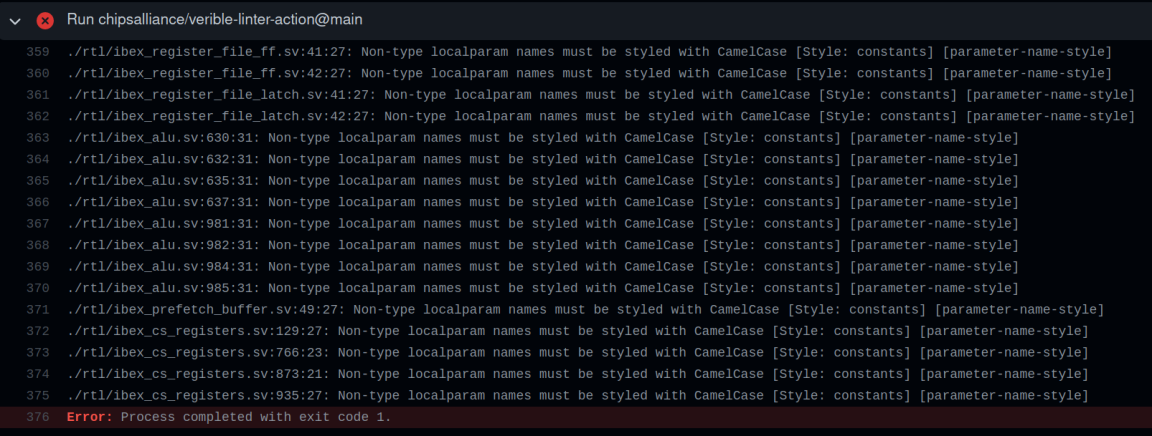 Run chipsalliance/verible-linter-action@main
359 ./rtl/ibex_register_file_ff.sv:41:27: Non-type localparam names must be styled with CamelCase [Style: constants] [parameter-name-style]
360 ./rtl/ibex_register_file_ff.sv:42:27: Non-type localparam names must be styled with CamelCase [Style: constants] [parameter-name-style]
361 ./rtl/ibex_register_file_latch.sv:41:27: Non-type localparam names must be styled with CamelCase [Style: constants] [parameter-name-style]
362 ./rtl/ibex_register_file_latch.sv:42:27: Non-type localparam names must be styled with CamelCase [Style: constants] [parameter-name-style]
363 ./rtl/ibex_alu.sv:630:31: Non-type localparam names must be styled with CamelCase [Style: constants] [parameter-name-style]
364 ./rtl/ibex_alu.sv:632:31: Non-type localparam names must be styled with CamelCase [Style: constants] [parameter-name-style]
365 ./rtl/ibex_alu.sv:635:31: Non-type localparam names must be styled with CamelCase [Style: constants] [parameter-name-style]
366 ./rtl/ibex_alu.sv:637:31: Non-type localparam names must be styled with CamelCase [Style: constants] [parameter-name-style]
367 ./rtl/ibex_alu.sv:981:31: Non-type localparam names must be styled with CamelCase [Style: constants] [parameter-name-style]
368 ./rtl/ibex_alu.sv:982:31: Non-type localparam names must be styled with CamelCase [Style: constants] [parameter-name-style]
369 ./rtl/ibex_alu.sv:984:31: Non-type localparam names must be styled with CamelCase [Style: constants] [parameter-name-style]
370 ./rtl/ibex_alu.sv:985:31: Non-type localparam names must be styled with CamelCase [Style: constants] [parameter-name-style]
371 ./rtl/ibex_prefetch_buffer.sv:49:27: Non-type localparam names must be styled with CamelCase [Style: constants] [parameter-name-style]
372 ./rtl/ibex_cs_registers.sv:129:27: Non-type localparam names must be styled with CamelCase [Style: constants] [parameter-name-style]
373 ./rtl/ibex_cs_registers.sv:766:23: Non-type localparam names must be styled with CamelCase [Style: constants] [parameter-name-style]
374 ./rtl/ibex_cs_registers.sv:873:21: Non-type localparam names must be styled with CamelCase [Style: constants] [parameter-name-style]
375 ./rtl/ibex_cs_registers.sv:935:27: Non-type localparam names must be styled with CamelCase [Style: constants] [parameter-name-style]
376 Error: Process completed with exit code 1.